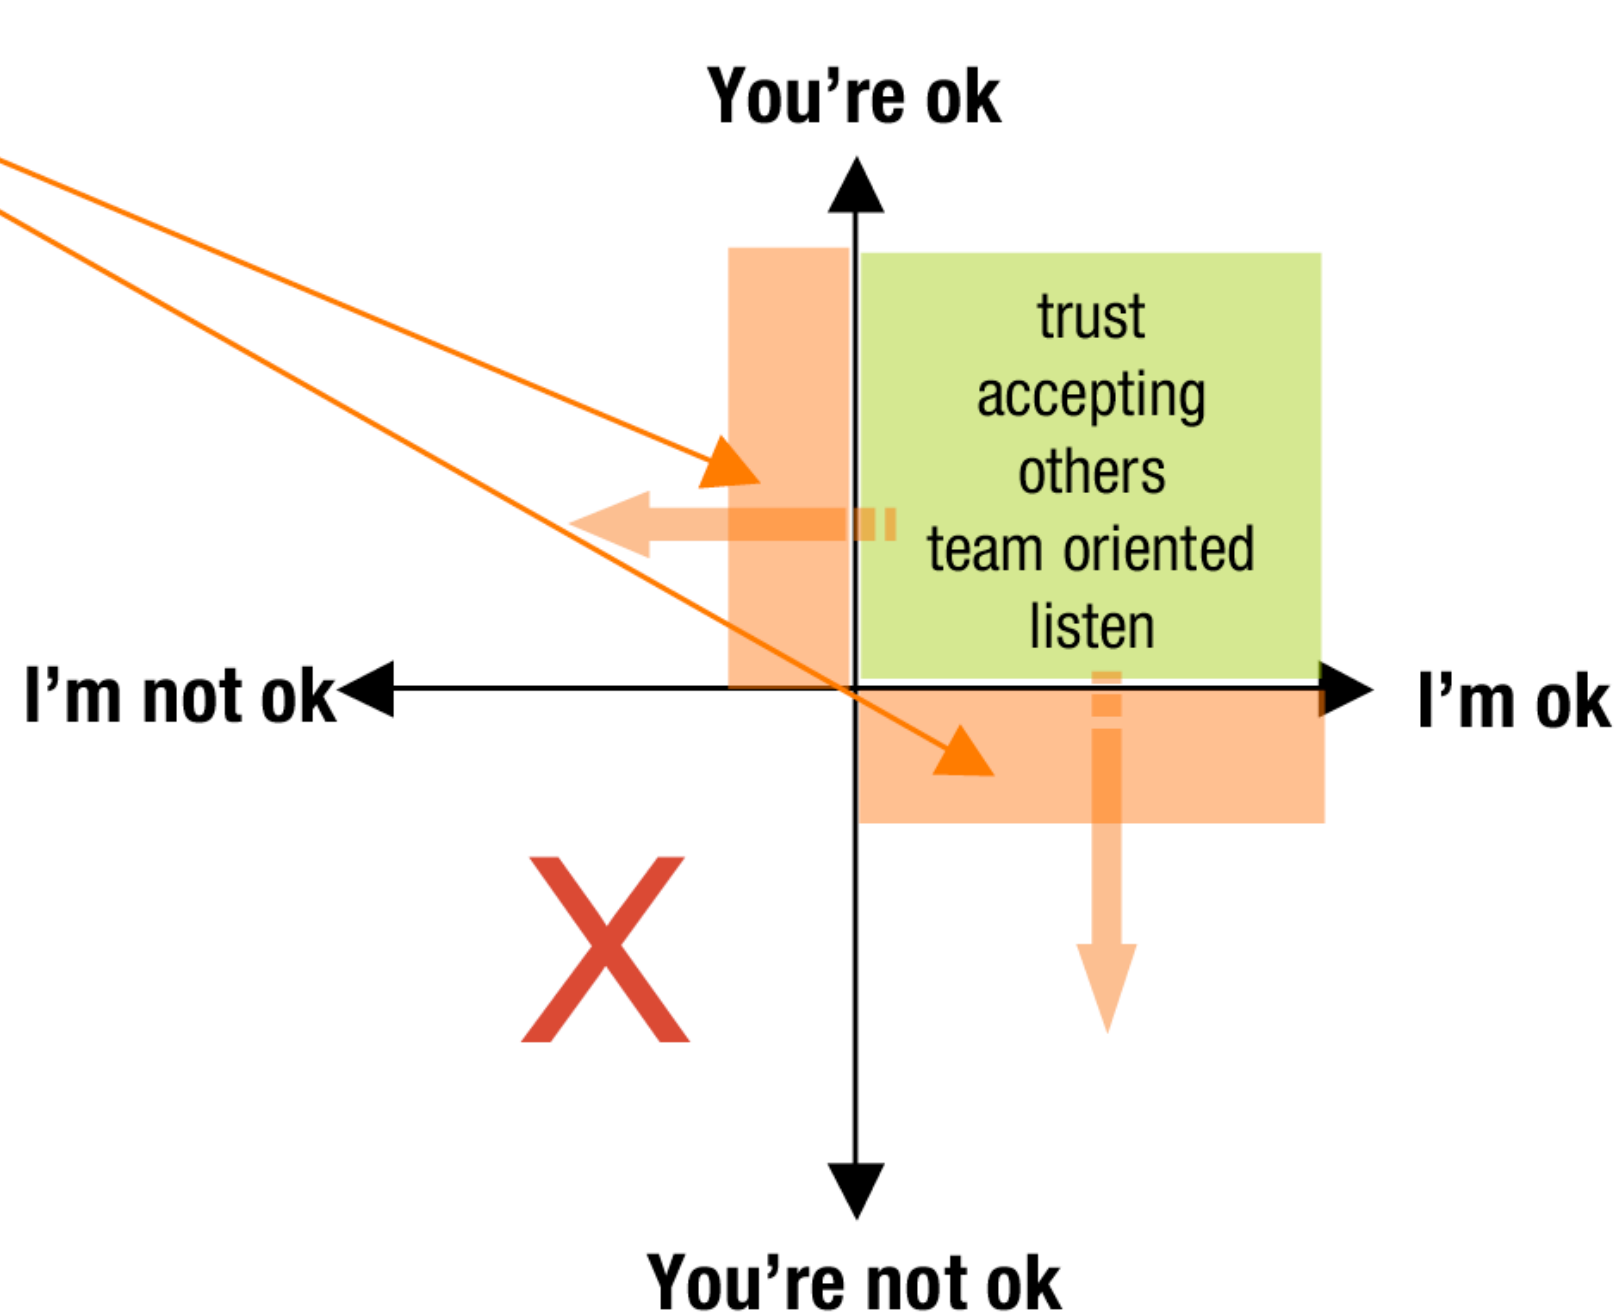 You're ok
trust
accepting
others
team oriented
listen
I'm not ok
I'm ok
X
You're not ok